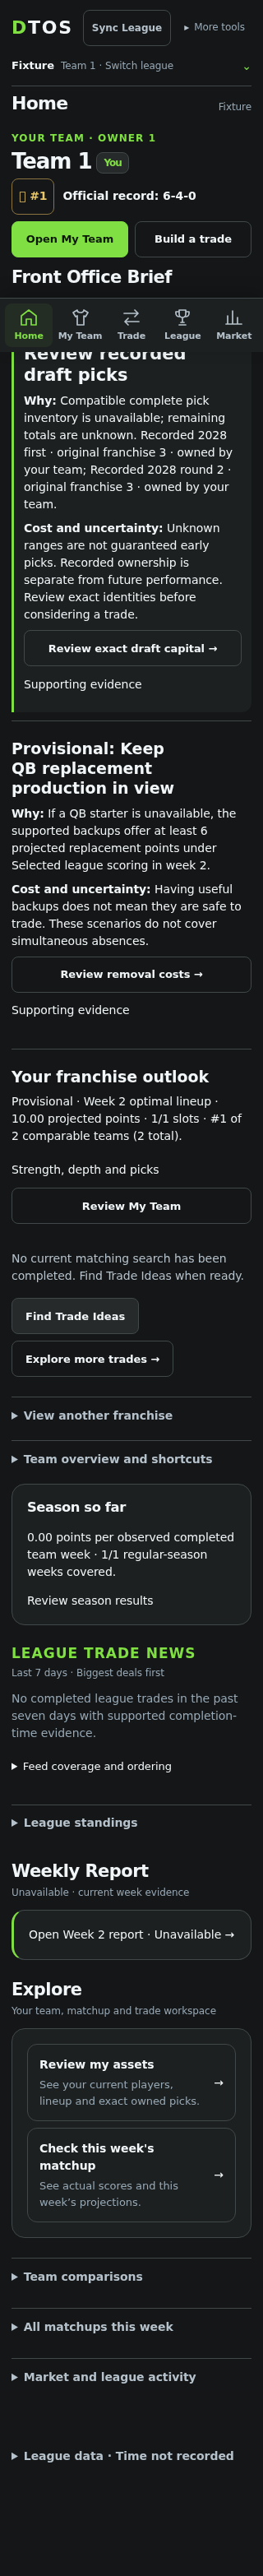 DTOS
Sync League
▸ More tools
Fixture Team 1 · Switch league
Home
Fixture
YOUR TEAM · OWNER 1
Team 1 You
#1 Official record: 6-4-0
Open My Team
Build a trade
Front Office Brief
Home
My Team
Trade
League
Market
Review recorded
draft picks
Why: Compatible complete pick
inventory is unavailable; remaining
totals are unknown. Recorded 2028
first · original franchise 3 · owned by
your team; Recorded 2028 round 2 ·
original franchise 3 · owned by your
team.
Cost and uncertainty: Unknown
ranges are not guaranteed early
picks. Recorded ownership is
separate from future performance.
Review exact identities before
considering a trade.
Review exact draft capital →
Supporting evidence
Provisional: Keep
QB replacement
production in view
Why: If a QB starter is unavailable, the
supported backups offer at least 6
projected replacement points under
Selected league scoring in week 2.
Cost and uncertainty: Having useful
backups does not mean they are safe to
trade. These scenarios do not cover
simultaneous absences.
Review removal costs →
Supporting evidence
Your franchise outlook
Provisional · Week 2 optimal lineup ·
10.00 projected points · 1/1 slots · #1 of
2 comparable teams (2 total).
Strength, depth and picks
Review My Team
No current matching search has been
completed. Find Trade Ideas when ready.
Find Trade Ideas
Explore more trades →
▸ View another franchise
▸ Team overview and shortcuts
Season so far
0.00 points per observed completed
team week · 1/1 regular-season
weeks covered.
Review season results
LEAGUE TRADE NEWS
Last 7 days · Biggest deals first
No completed league trades in the past
seven days with supported completion-
time evidence.
▸ Feed coverage and ordering
▸ League standings
Weekly Report
Unavailable · current week evidence
Open Week 2 report · Unavailable →
Explore
Your team, matchup and trade workspace
Review my assets
See your current players,
lineup and exact owned picks.
→
Check this week's
matchup
See actual scores and this
week’s projections.
→
▸ Team comparisons
▸ All matchups this week
▸ Market and league activity
▸ League data · Time not recorded